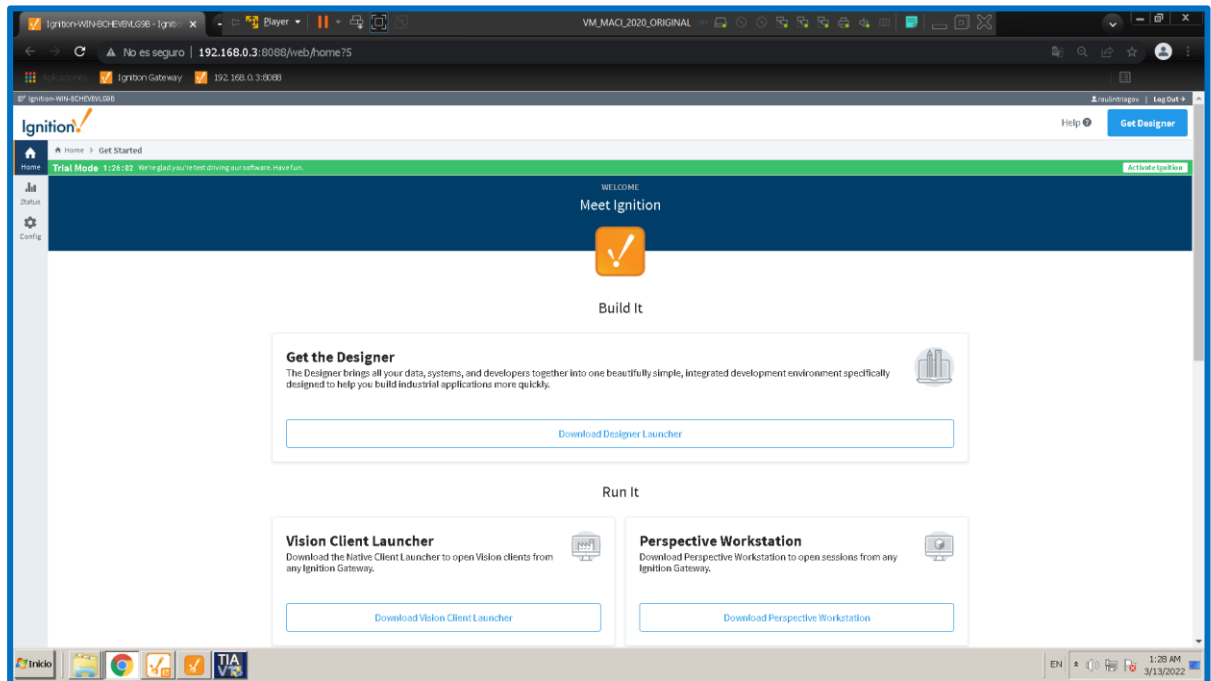 Ignition-WIN-8CHEV8VLG9B - Ignitio
Player
VM_MACI_2020_ORIGINAL
No es seguro | 192.168.0.3:8088/web/home?5
Aplicaciones
Ignition Gateway
192.168.0.3:8088
Ignition-WIN-8CHEV8VLG9B
raulintriagov | Log Out
Ignition
Help
Get Designer
Home > Get Started
Home
Trial Mode 1:26:02 We're glad you're test driving our software. Have fun.
Activate Ignition
Status
Config
WELCOME
Meet Ignition
Build It
Get the Designer
The Designer brings all your data, systems, and developers together into one beautifully simple, integrated development environment specifically
designed to help you build industrial applications more quickly.
Download Designer Launcher
Run It
Vision Client Launcher
Download the Native Client Launcher to open Vision clients from
any Ignition Gateway.
Download Vision Client Launcher
Perspective Workstation
Download Perspective Workstation to open sessions from any
Ignition Gateway.
Download Perspective Workstation
Inicio
TIA
EN
1:28 AM
3/13/2022